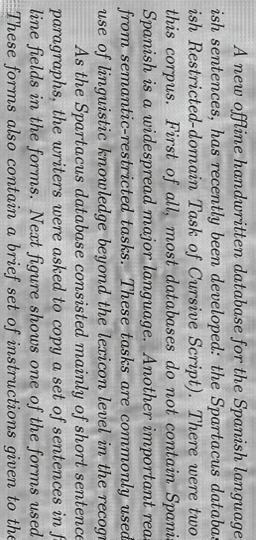 A new offline handwritten database for the Spanish language
ish sentences, has recently been developed: the Spartacus databas
ish Restricted-domain Task of Cursive Script). There were two
this corpus. First of all, most databases do not contain Spani
Spanish is a widespread major language. Another important rea
from semantic-restricted tasks. These tasks are commonly used
use of linguistic knowledge beyond the lexicon level in the recogn
As the Spartacus database consisted mainly of short sentence
paragraphs, the writers were asked to copy a set of sentences in f
line fields in the forms. Next figure shows one of the forms used
These forms also contain a brief set of instructions given to the